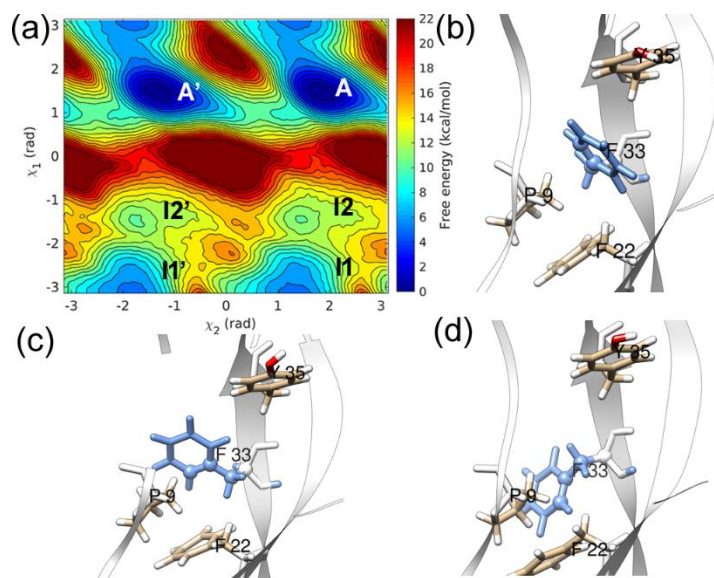 (a)
3
2
1
0
-1
-2
-3
χ₁ (rad)
-3 -2 -1 0 1 2 3
χ₂ (rad)
A'
A
I2'
I2
I1'
I1
22
20
18
16
14
12
10
8
6
4
2
0
Free energy (kcal/mol)
(b)
Y 35
F 33
P 9
F 22
(c)
Y 35
F 33
P 9
F 22
(d)
Y 35
F 33
P 9
F 22